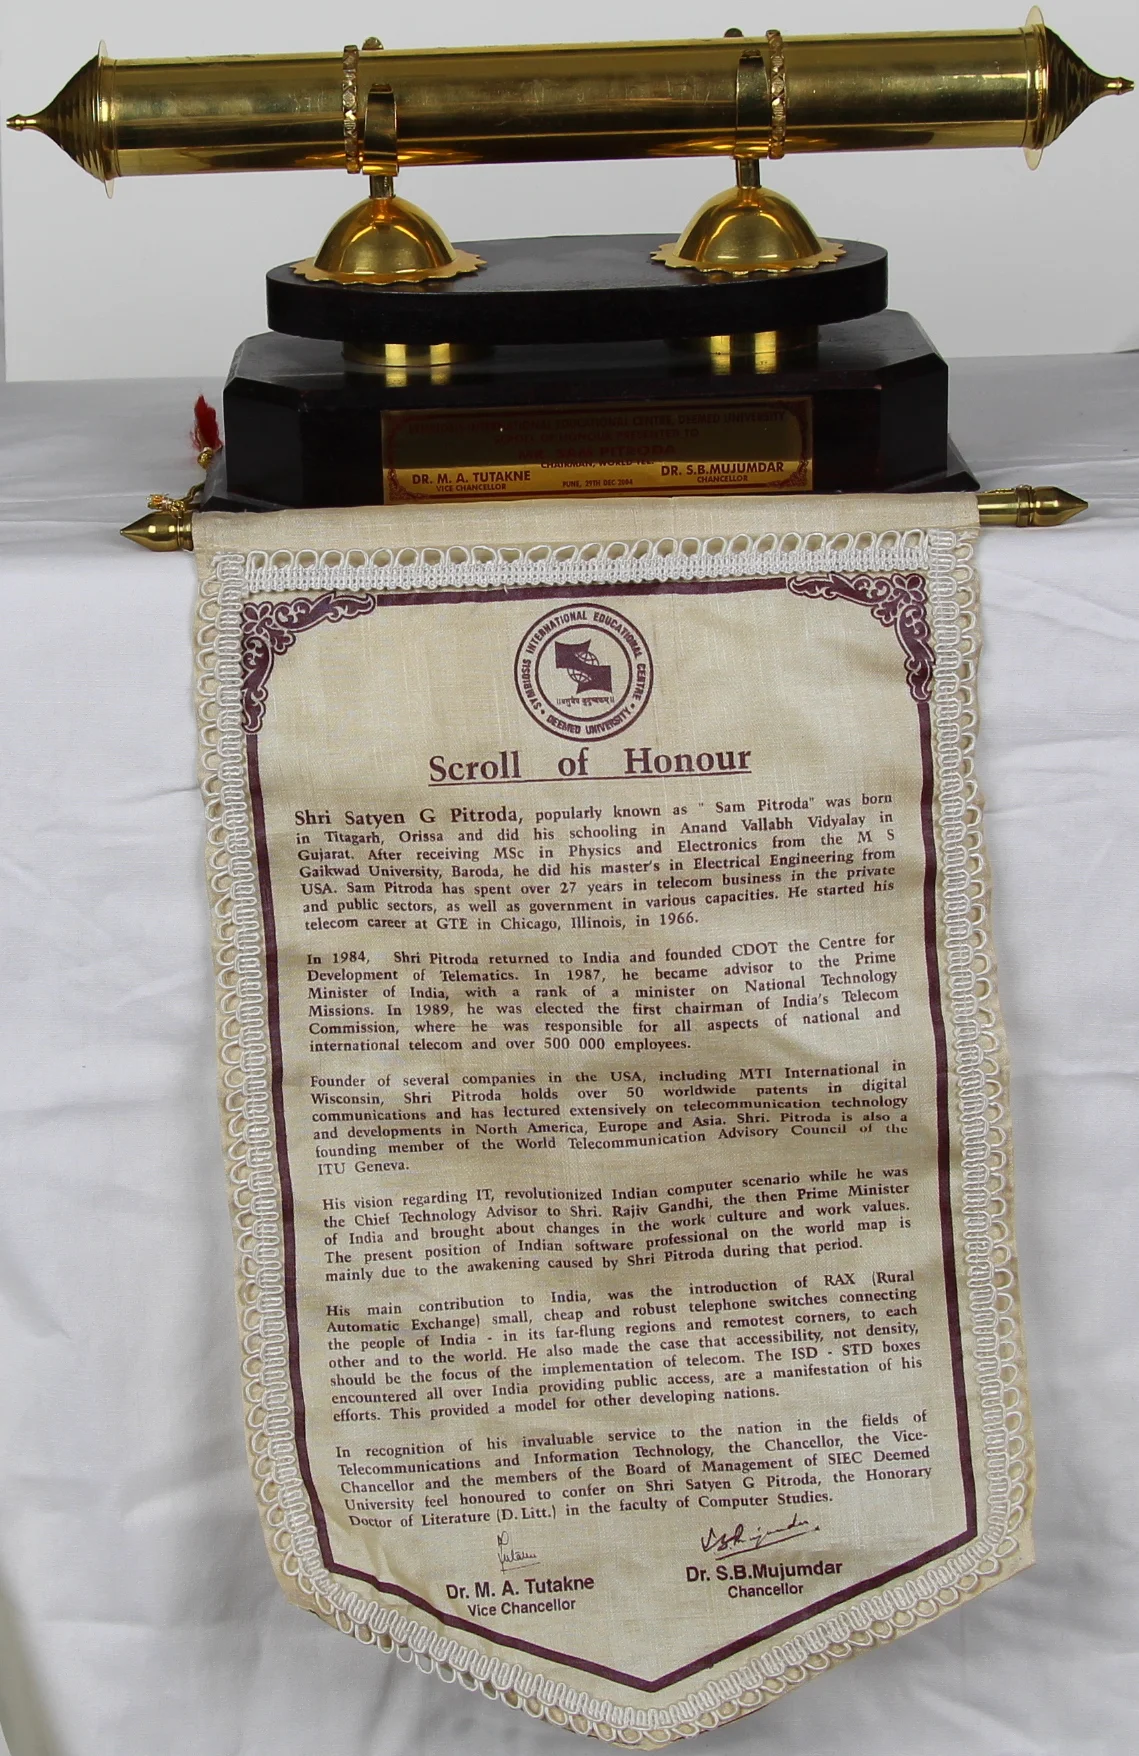 SYMBIOSIS INTERNATIONAL EDUCATIONAL CENTRE, DEEMED UNIVERSITY
SCROLL OF HONOUR PRESENTED TO
MR. SAM PITRODA
CHAIRMAN, WORLD TEL.
DR. M. A. TUTAKNE DR. S.B.MUJUMDAR
VICE CHANCELLOR PUNE, 29TH DEC 2004 CHANCELLOR
SYMBIOSIS INTERNATIONAL EDUCATIONAL CENTRE
DEEMED UNIVERSITY
Scroll of Honour
Shri Satyen G Pitroda, popularly known as " Sam Pitroda" was born
in Titagarh, Orissa and did his schooling in Anand Vallabh Vidyalay in
Gujarat. After receiving MSc in Physics and Electronics from the M S
Gaikwad University, Baroda, he did his master's in Electrical Engineering from
USA. Sam Pitroda has spent over 27 years in telecom business in the private
and public sectors, as well as government in various capacities. He started his
telecom career at GTE in Chicago, Illinois, in 1966.
In 1984, Shri Pitroda returned to India and founded CDOT the Centre for
Development of Telematics. In 1987, he became advisor to the Prime
Minister of India, with a rank of a minister on National Technology
Missions. In 1989, he was elected the first chairman of India's Telecom
Commission, where he was responsible for all aspects of national and
international telecom and over 500 000 employees.
Founder of several companies in the USA, including MTI International in
Wisconsin, Shri Pitroda holds over 50 worldwide patents in digital
communications and has lectured extensively on telecommunication technology
and developments in North America, Europe and Asia. Shri. Pitroda is also a
founding member of the World Telecommunication Advisory Council of the
ITU Geneva.
His vision regarding IT, revolutionized Indian computer scenario while he was
the Chief Technology Advisor to Shri. Rajiv Gandhi, the then Prime Minister
of India and brought about changes in the work culture and work values.
The present position of Indian software professional on the world map is
mainly due to the awakening caused by Shri Pitroda during that period.
His main contribution to India, was the introduction of RAX (Rural
Automatic Exchange) small, cheap and robust telephone switches connecting
the people of India - in its far-flung regions and remotest corners, to each
other and to the world. He also made the case that accessibility, not density,
should be the focus of the implementation of telecom. The ISD - STD boxes
encountered all over India providing public access, are a manifestation of his
efforts. This provided a model for other developing nations.
In recognition of his invaluable service to the nation in the fields of
Telecommunications and Information Technology, the Chancellor, the Vice-
Chancellor and the members of the Board of Management of SIEC Deemed
University feel honoured to confer on Shri Satyen G Pitroda, the Honorary
Doctor of Literature (D. Litt.) in the faculty of Computer Studies.
Dr. M. A. Tutakne Dr. S.B.Mujumdar
Vice Chancellor Chancellor